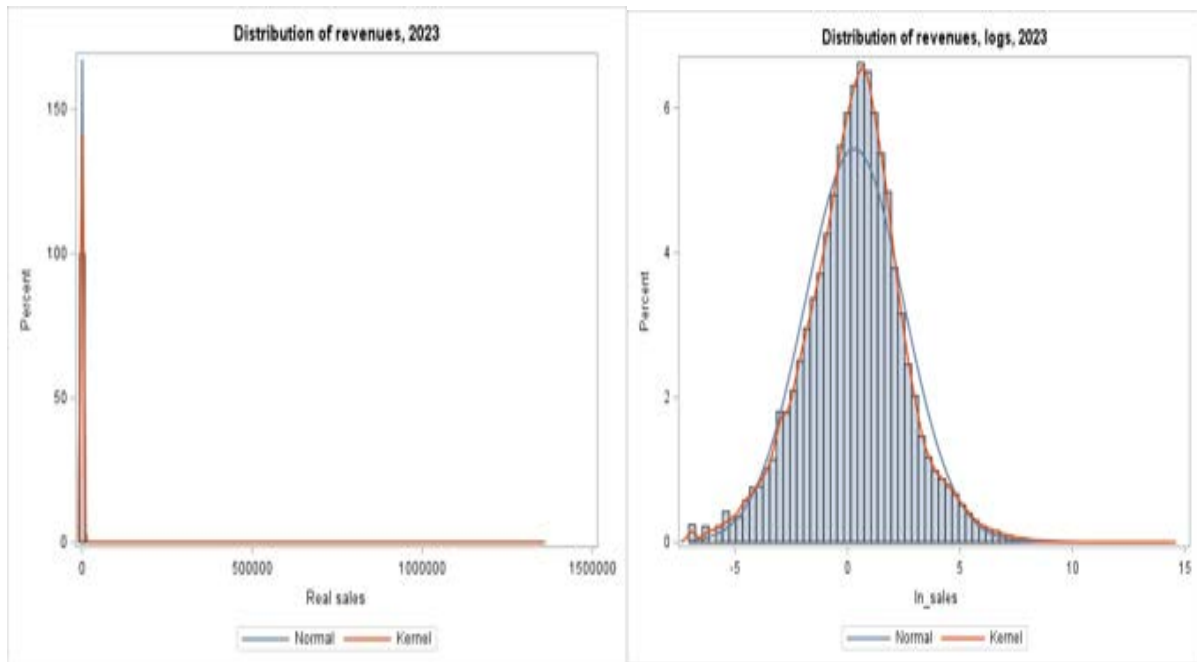 Distribution of revenues, 2023
150
100
50
0
Percent
0 500000 1000000 1500000
Real sales
Normal Kernel
Distribution of revenues, logs, 2023
6
4
2
0
Percent
-5 0 5 10 15
ln_sales
Normal Kernel